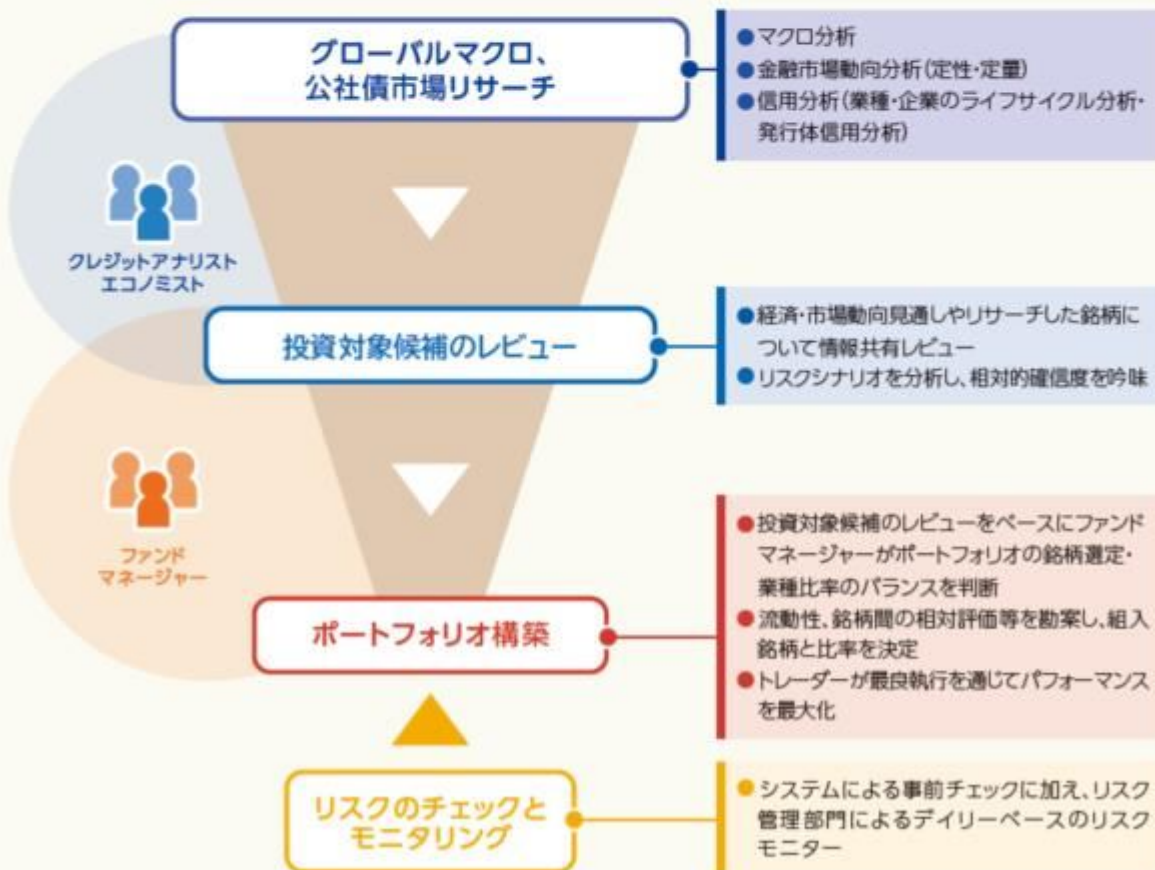 グローバルマクロ、
公社債市場リサーチ
●マクロ分析
●金融市場動向分析(定性・定量)
●信用分析(業種・企業のライフサイクル分析・
発行体信用分析)
クレジットアナリスト
エコノミスト
投資対象候補のレビュー
●経済・市場動向見通しやリサーチした銘柄に
ついて情報共有レビュー
●リスクシナリオを分析し、相対的確信度を吟味
ファンド
マネージャー
ポートフォリオ構築
●投資対象候補のレビューをベースにファンド
マネージャーがポートフォリオの銘柄選定・
業種比率のバランスを判断
●流動性、銘柄間の相対評価等を勘案し、組入
銘柄と比率を決定
●トレーダーが最良執行を通じてパフォーマンス
を最大化
リスクのチェックと
モニタリング
●システムによる事前チェックに加え、リスク
管理部門によるデイリーベースのリスク
モニター